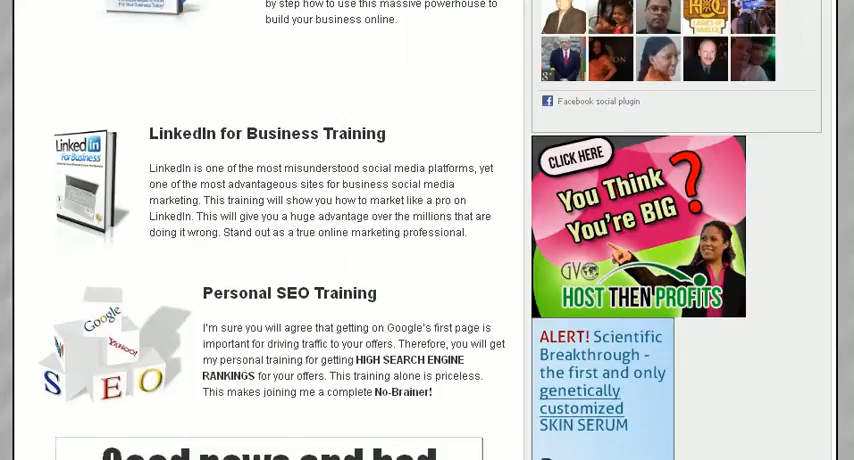 by step how to use this massive powerhouse to
build your business online.
Facebook social plugin
LinkedIn for Business Training
Linked in
For Business
LinkedIn is one of the most misunderstood social media platforms, yet
one of the most advantageous sites for business social media
marketing. This training will show you how to market like a pro on
LinkedIn. This will give you a huge advantage over the millions that are
doing it wrong. Stand out as a true online marketing professional.
Personal SEO Training
Google
YAHOO!
SEO
I'm sure you will agree that getting on Google's first page is
important for driving traffic to your offers. Therefore, you will get
my personal training for getting HIGH SEARCH ENGINE
RANKINGS for your offers. This training alone is priceless.
This makes joining me a complete No-Brainer!
Good news and bad
CLICK HERE
You Think
You're BIG ?
GVO
HOST THEN PROFITS
ALERT! Scientific
Breakthrough -
the first and only
genetically
customized
SKIN SERUM